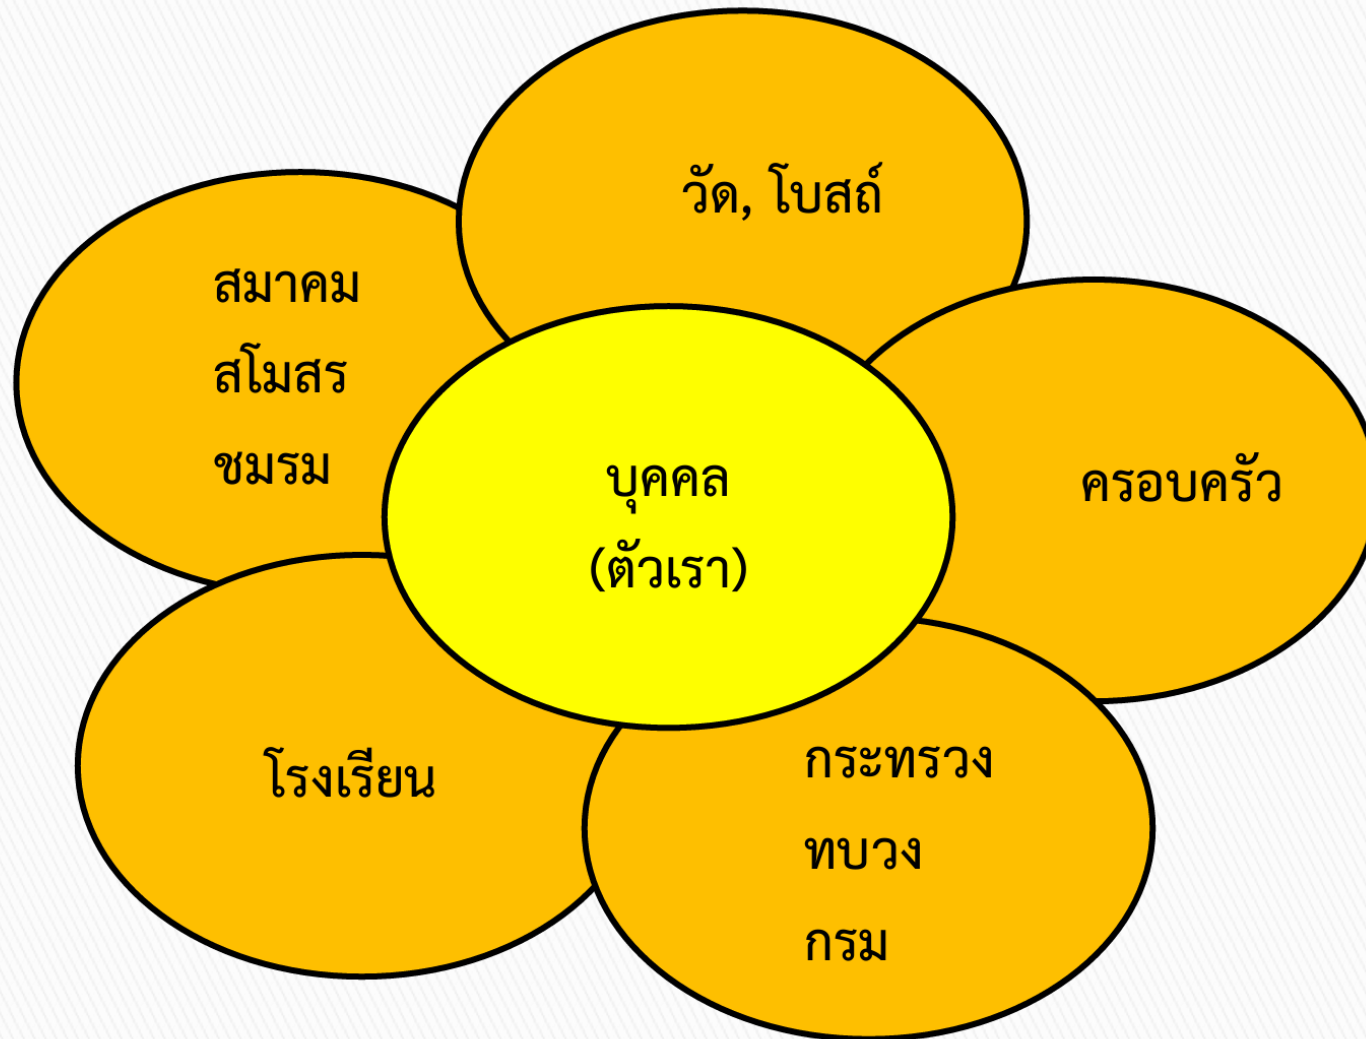 วัด, โบสถ์
สมาคม
สโมสร
ชมรม
บุคคล
(ตัวเรา)
ครอบครัว
โรงเรียน
กระทรวง
ทบวง
กรม